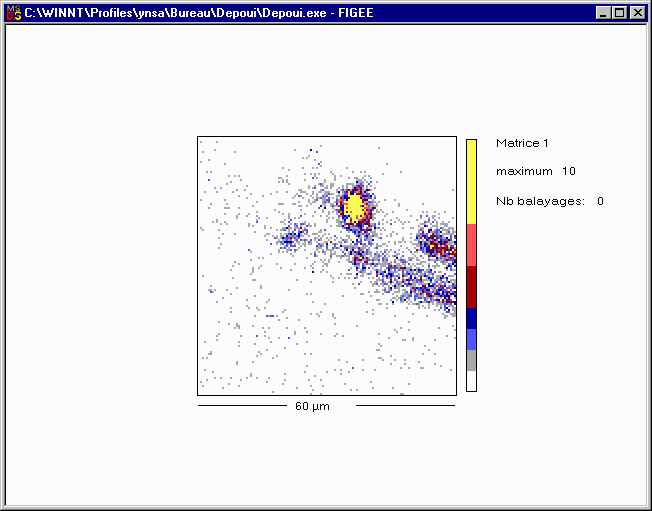 C:\WINNT\Profiles\ynsa\Bureau\Depoui\Depoui.exe - FIGEE
Matrice 1
maximum 10
Nb balayages: 0
60 µm